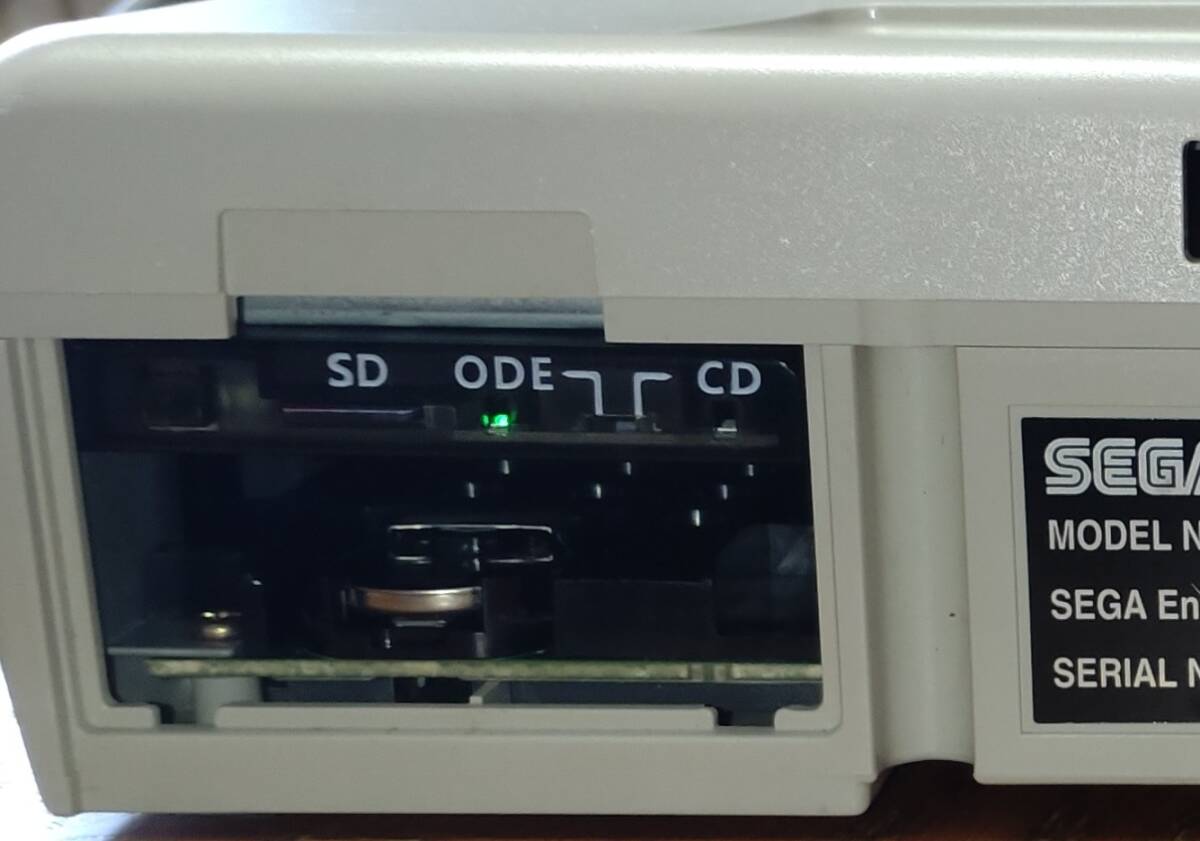 SD ODE CD
SEGA
MODEL N
SEGA En
SERIAL N